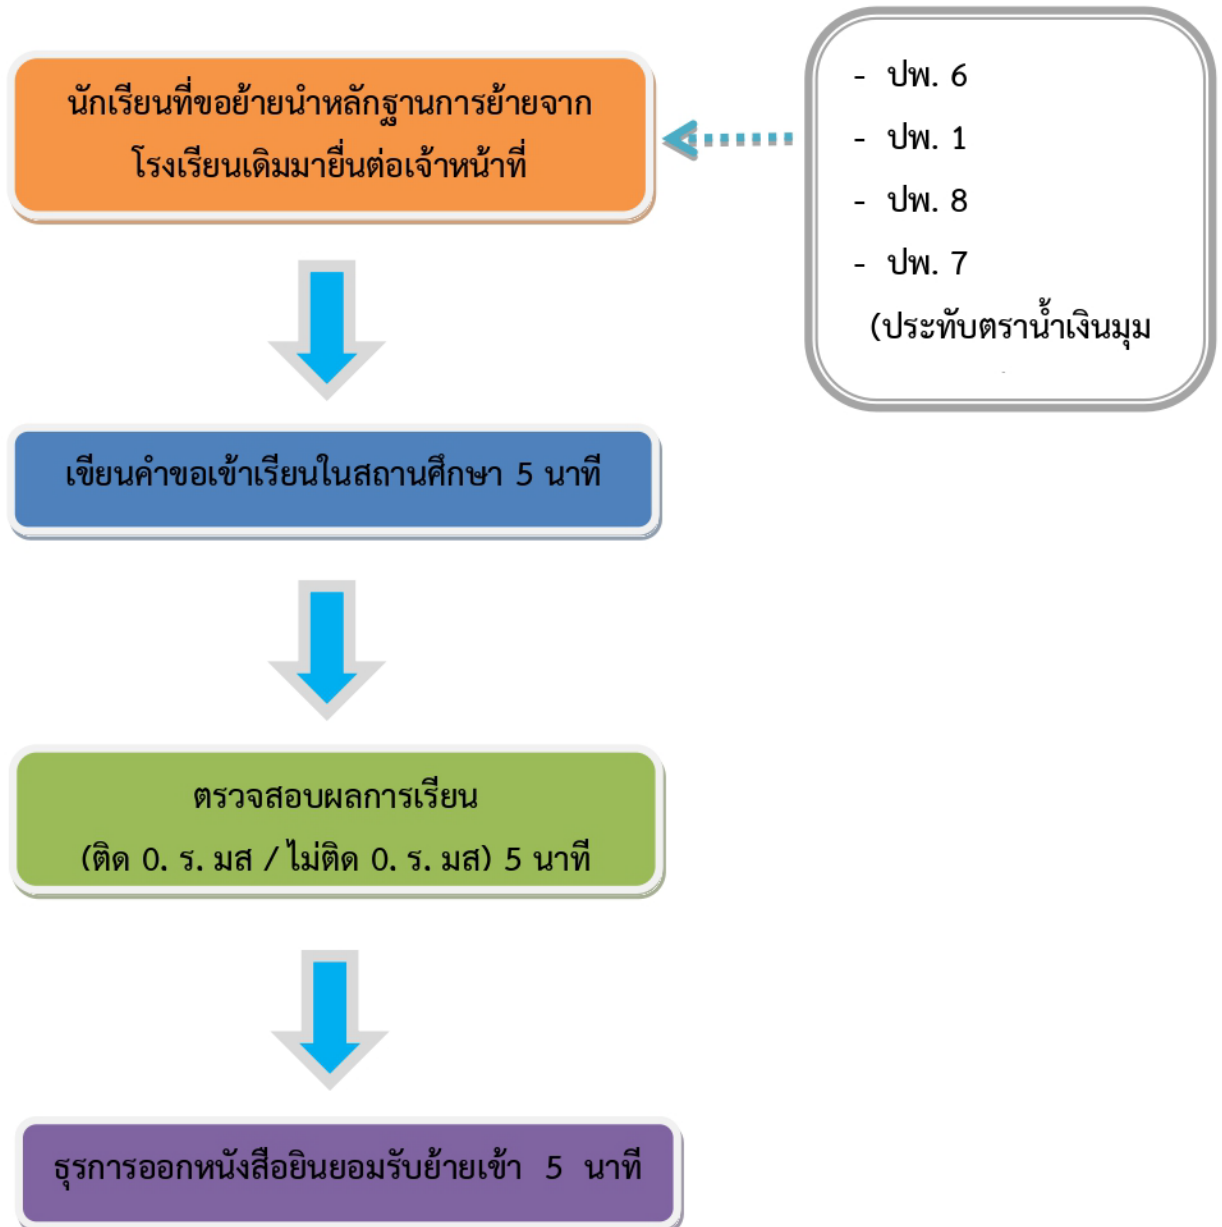 นักเรียนที่ขอย้ายนำหลักฐานการย้ายจาก
โรงเรียนเดิมมายื่นต่อเจ้าหน้าที่
- ปพ. 6
- ปพ. 1
- ปพ. 8
- ปพ. 7
(ประทับตราน้ำเงินมุม
เขียนคำขอเข้าเรียนในสถานศึกษา 5 นาที
ตรวจสอบผลการเรียน
(ติด 0. ร. มส / ไม่ติด 0. ร. มส) 5 นาที
ธุรการออกหนังสือยินยอมรับย้ายเข้า 5 นาที